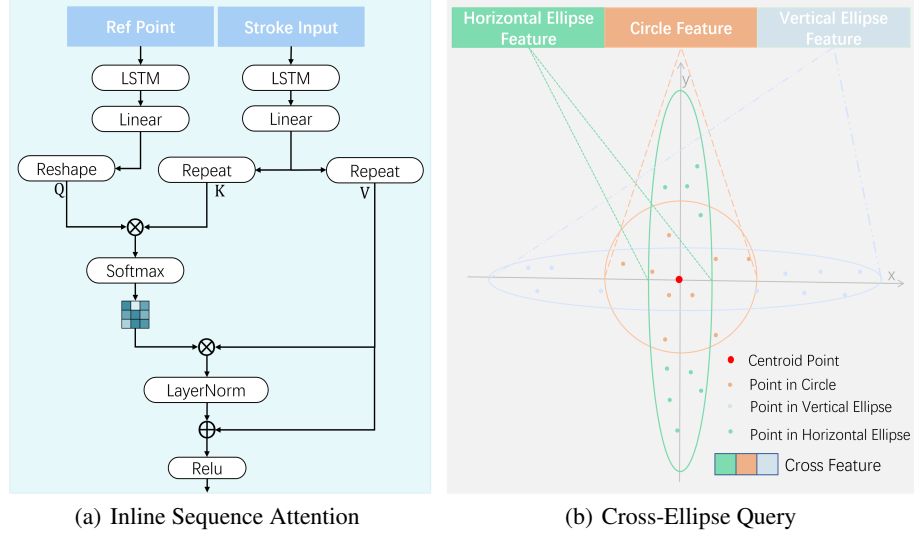 Ref Point
Stroke Input
LSTM
LSTM
Linear
Linear
Reshape
Repeat
Repeat
Q
K
V
Softmax
LayerNorm
Relu
(a) Inline Sequence Attention
Horizontal Ellipse
Feature
Circle Feature
Vertical Ellipse
Feature
y
x
Centroid Point
Point in Circle
Point in Vertical Ellipse
Point in Horizontal Ellipse
Cross Feature
(b) Cross-Ellipse Query